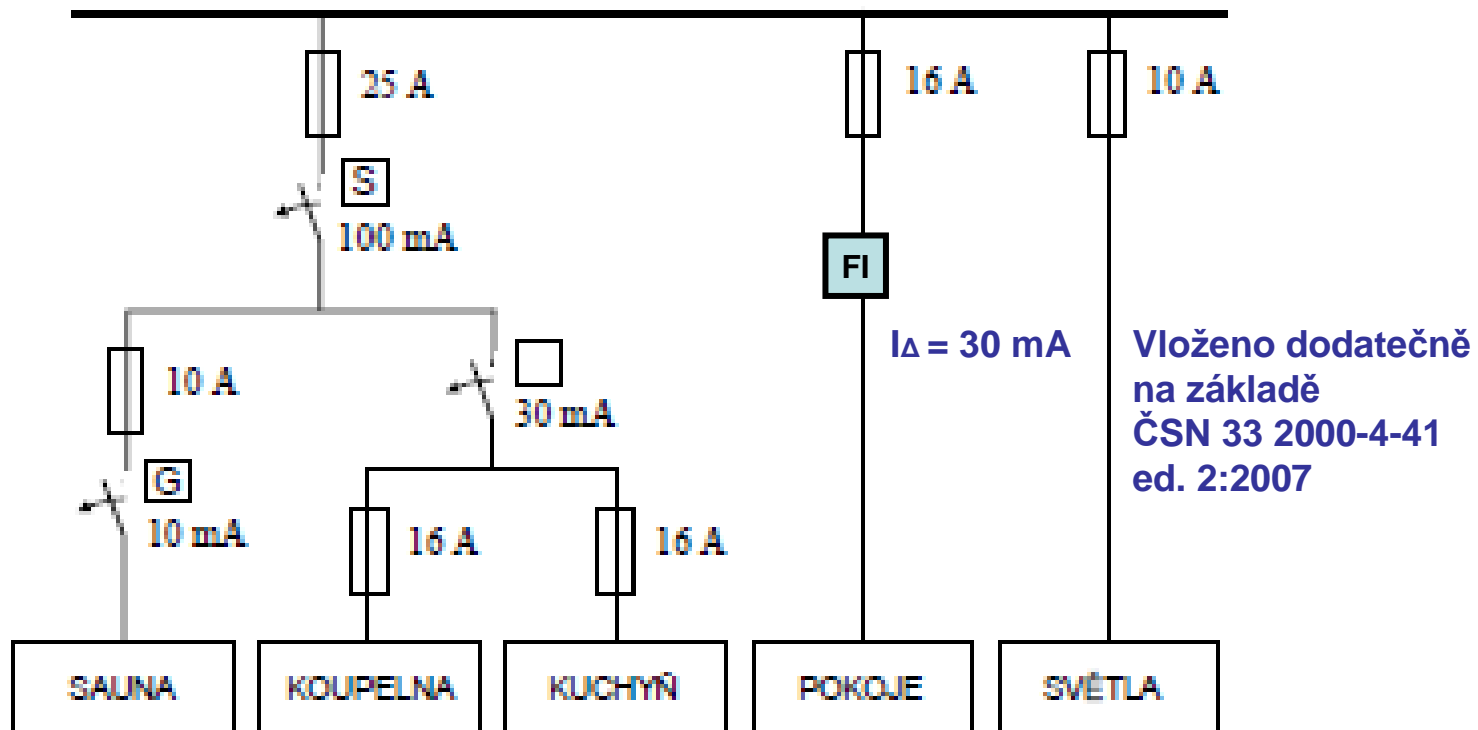 25 A
16 A
10 A
S
100 mA
FI
I∆ = 30 mA
Vloženo dodatečně
na základě
ČSN 33 2000-4-41
ed. 2:2007
10 A
30 mA
G
10 mA
16 A
16 A
SAUNA
KOUPELNA
KUCHYŇ
POKOJE
SVĚTLA